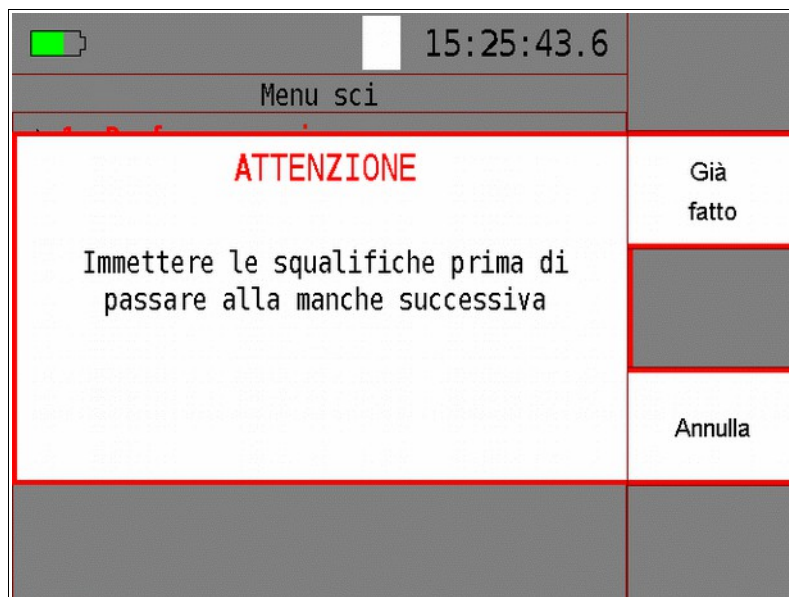 15:25:43.6
Menu sci
ATTENZIONE
Già
fatto
Immettere le squalifiche prima di
passare alla manche successiva
Annulla